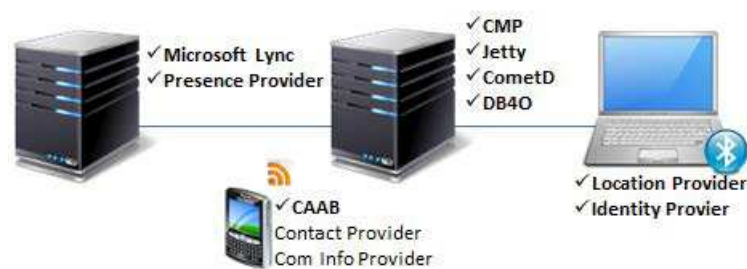 ✓Microsoft Lync
✓Presence Provider
✓CMP
✓Jetty
✓CometD
✓DB4O
✓Location Provider
✓Identity Provier
✓CAAB
Contact Provider
Com Info Provider